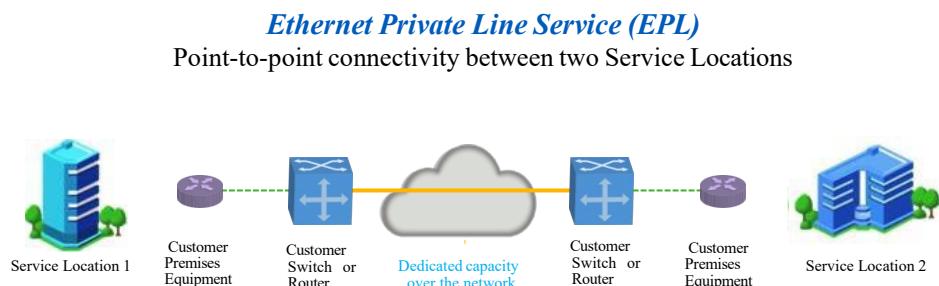 Ethernet Private Line Service (EPL)
Point-to-point connectivity between two Service Locations
Service Location 1
Customer
Premises
Equipment
Customer
Switch or
Router
Dedicated capacity
over the network
Customer
Switch or
Router
Customer
Premises
Equipment
Service Location 2